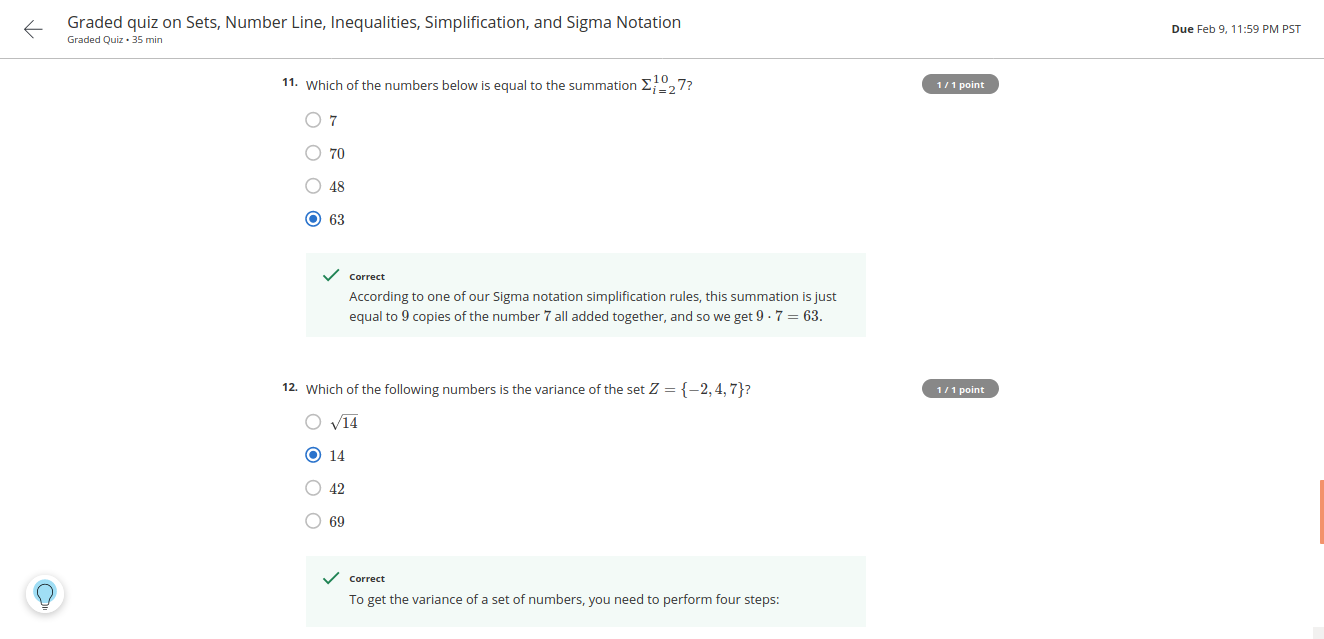 Graded quiz on Sets, Number Line, Inequalities, Simplification, and Sigma Notation
Graded Quiz • 35 min
Due Feb 9, 11:59 PM PST
11. Which of the numbers below is equal to the summation Σ_{i=2}^{10} 7?
1 / 1 point
7
70
48
63
Correct
According to one of our Sigma notation simplification rules, this summation is just
equal to 9 copies of the number 7 all added together, and so we get 9 · 7 = 63.
12. Which of the following numbers is the variance of the set Z = {−2, 4, 7}?
1 / 1 point
√14
14
42
69
Correct
To get the variance of a set of numbers, you need to perform four steps: